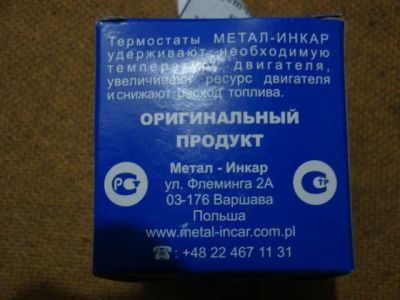 Термостаты МЕТАЛ-ИНКАР
удерживают необходимую
температуру двигателя,
увеличивают ресурс двигателя
и снижают расход топлива.
ОРИГИНАЛЬНЫЙ
ПРОДУКТ
Метал - Инкар
ул. Флеминга 2А
03-176 Варшава
Польша
www.metal-incar.com.pl
☎ : +48 22 467 11 31